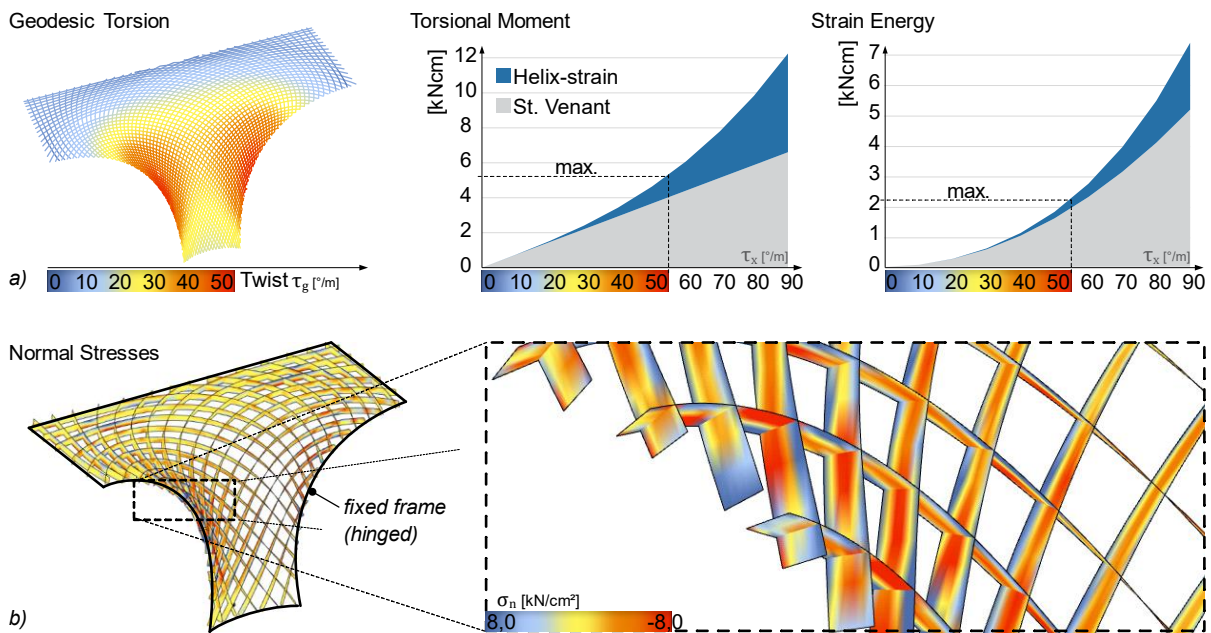 Geodesic Torsion
Torsional Moment
Strain Energy
[kNcm]
12
10
8
6
4
2
0
Helix-strain
St. Venant
max.
τx [°/m]
0 10 20 30 40 50 60 70 80 90
[kNcm]
7
6
5
4
3
2
1
0
max.
τx [°/m]
0 10 20 30 40 50 60 70 80 90
a)
0 10 20 30 40 50 Twist τg [°/m]
Normal Stresses
fixed frame
(hinged)
b)
σn [kN/cm²]
8,0 -8,0